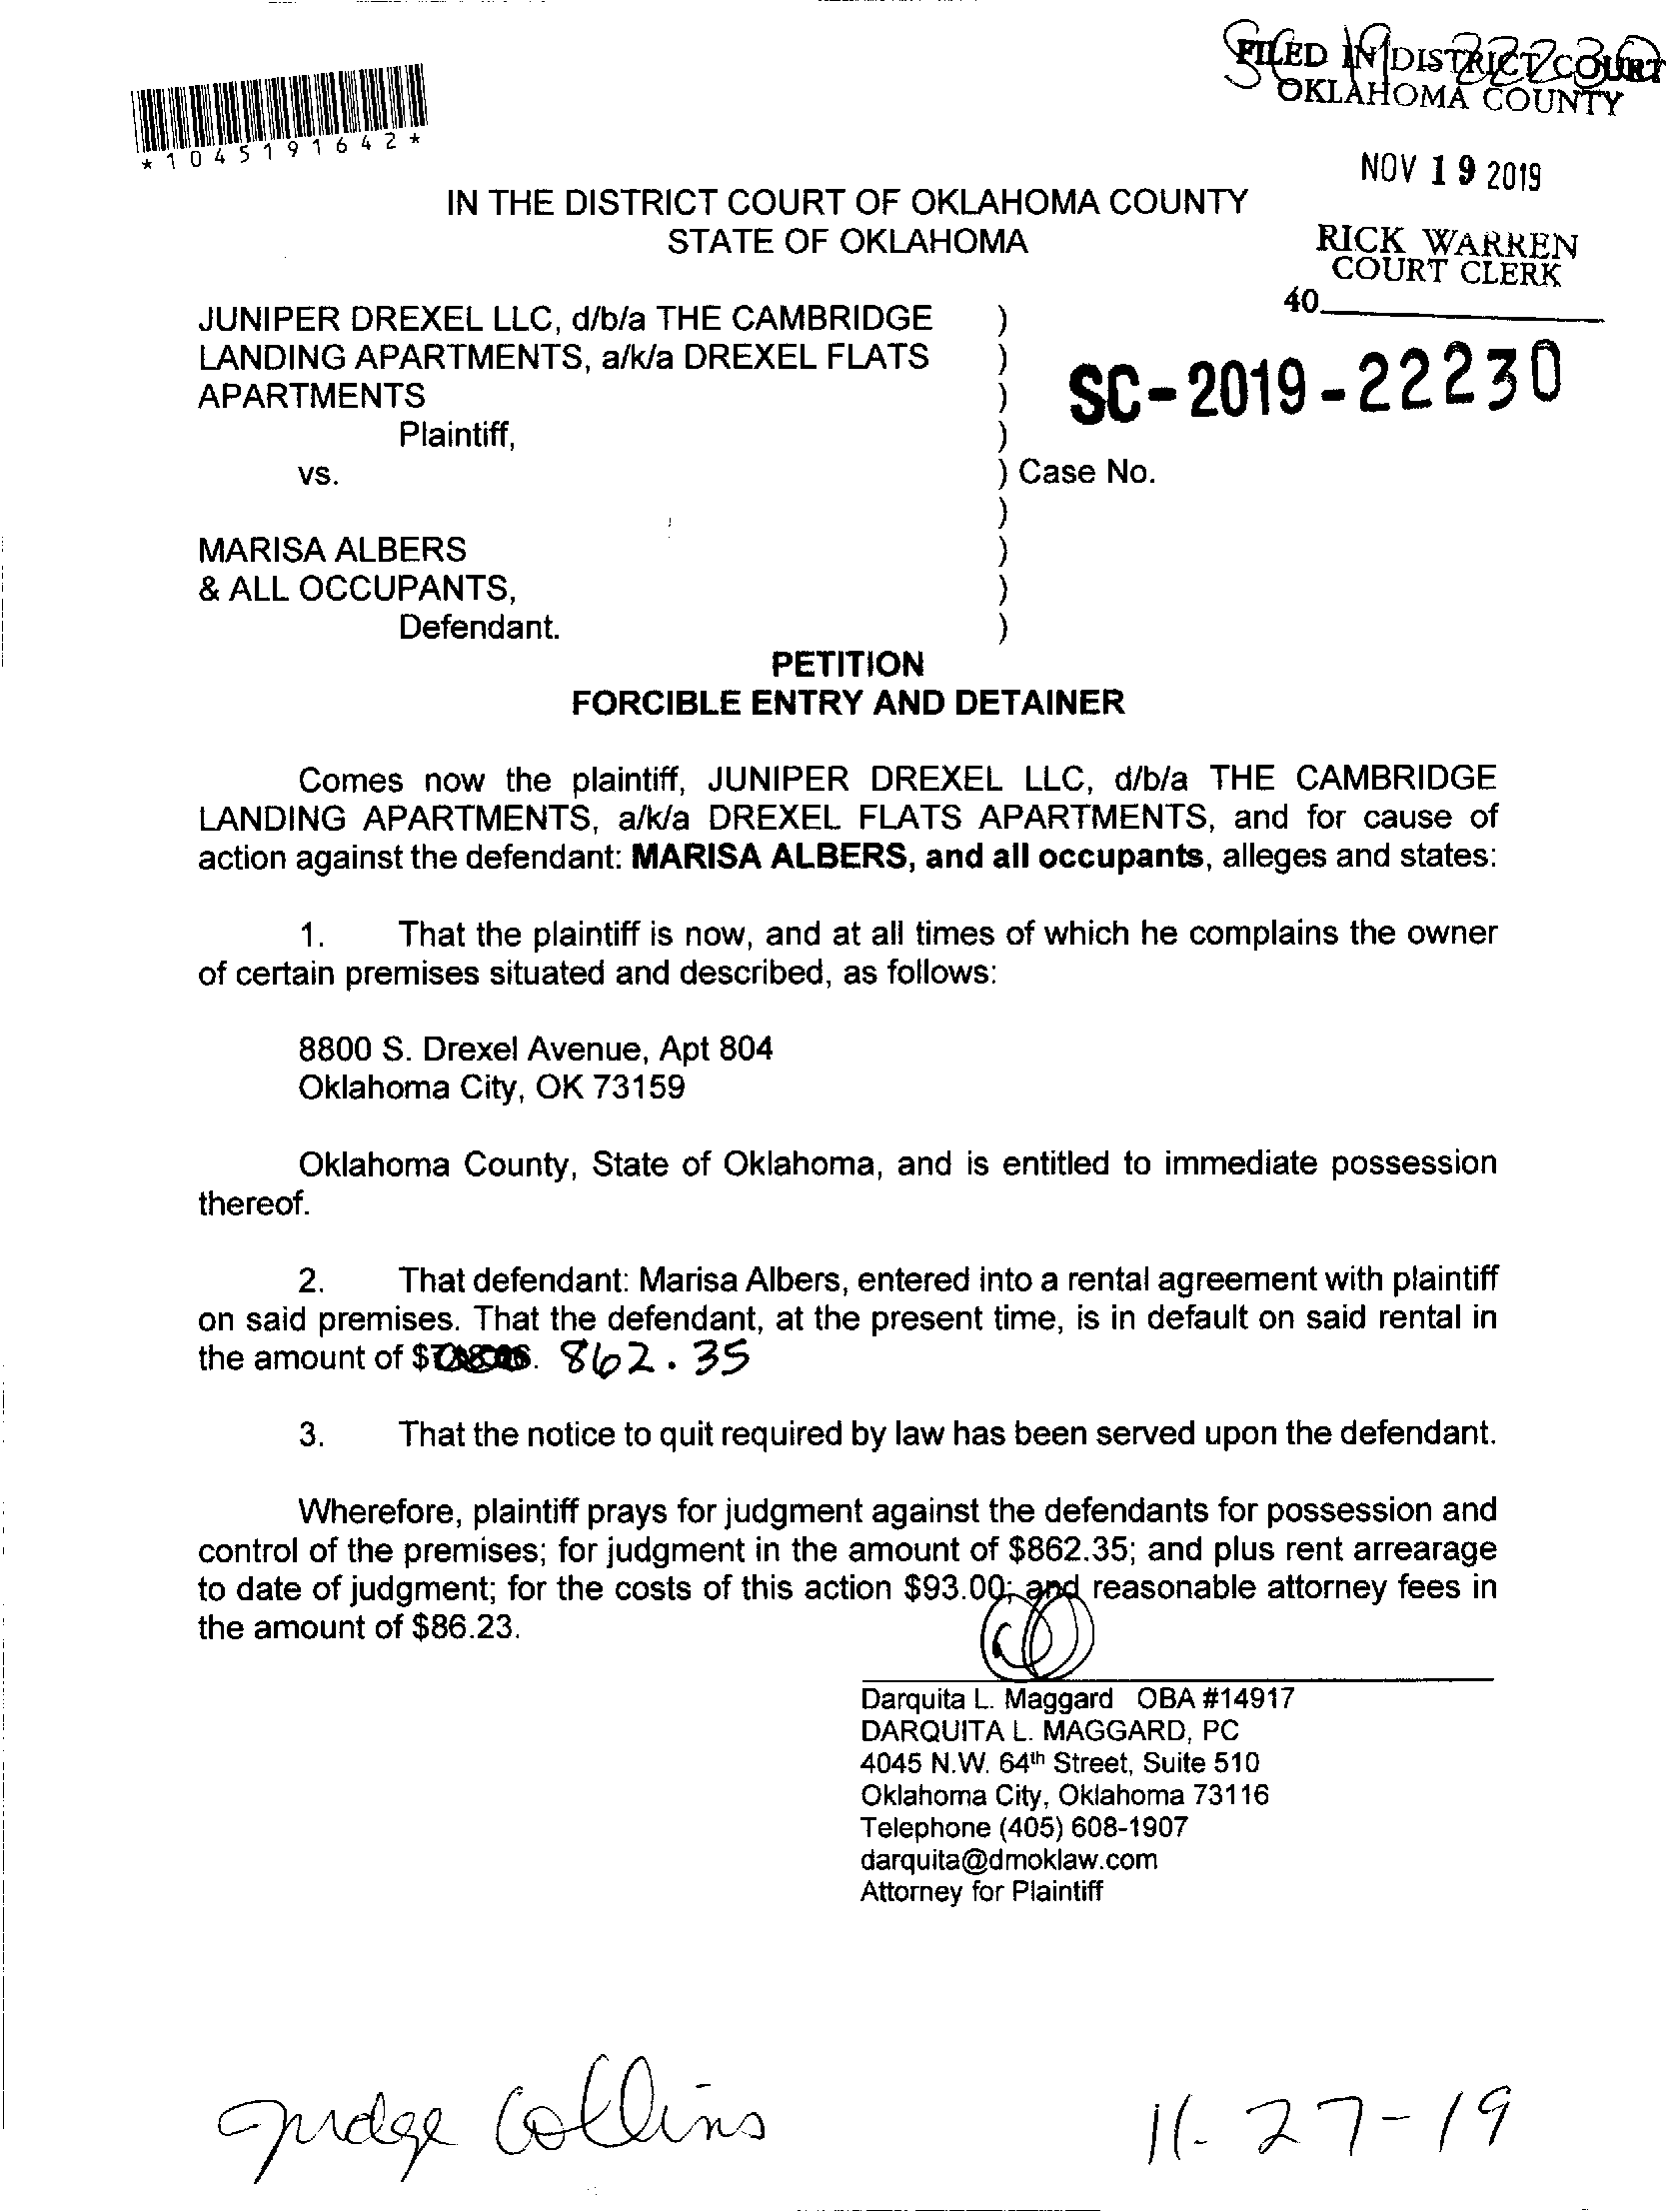 SC 19 22230
FILED IN DISTRICT COURT
OKLAHOMA COUNTY
*1045191642*
NOV 19 2019
IN THE DISTRICT COURT OF OKLAHOMA COUNTY
STATE OF OKLAHOMA
RICK WARREN
COURT CLERK
40
JUNIPER DREXEL LLC, d/b/a THE CAMBRIDGE )
LANDING APARTMENTS, a/k/a DREXEL FLATS )
APARTMENTS )
SC-2019-22230
Plaintiff, )
vs. ) Case No.
)
MARISA ALBERS )
& ALL OCCUPANTS, )
Defendant. )
PETITION
FORCIBLE ENTRY AND DETAINER
Comes now the plaintiff, JUNIPER DREXEL LLC, d/b/a THE CAMBRIDGE
LANDING APARTMENTS, a/k/a DREXEL FLATS APARTMENTS, and for cause of
action against the defendant: MARISA ALBERS, and all occupants, alleges and states:
1. That the plaintiff is now, and at all times of which he complains the owner
of certain premises situated and described, as follows:
8800 S. Drexel Avenue, Apt 804
Oklahoma City, OK 73159
Oklahoma County, State of Oklahoma, and is entitled to immediate possession
thereof.
2. That defendant: Marisa Albers, entered into a rental agreement with plaintiff
on said premises. That the defendant, at the present time, is in default on said rental in
the amount of $ . 862.35
3. That the notice to quit required by law has been served upon the defendant.
Wherefore, plaintiff prays for judgment against the defendants for possession and
control of the premises; for judgment in the amount of $862.35; and plus rent arrearage
to date of judgment; for the costs of this action $93.00; and reasonable attorney fees in
the amount of $86.23.
Darquita L. Maggard OBA #14917
DARQUITA L. MAGGARD, PC
4045 N.W. 64th Street, Suite 510
Oklahoma City, Oklahoma 73116
Telephone (405) 608-1907
darquita@dmoklaw.com
Attorney for Plaintiff
Judge Collins 11-27-19